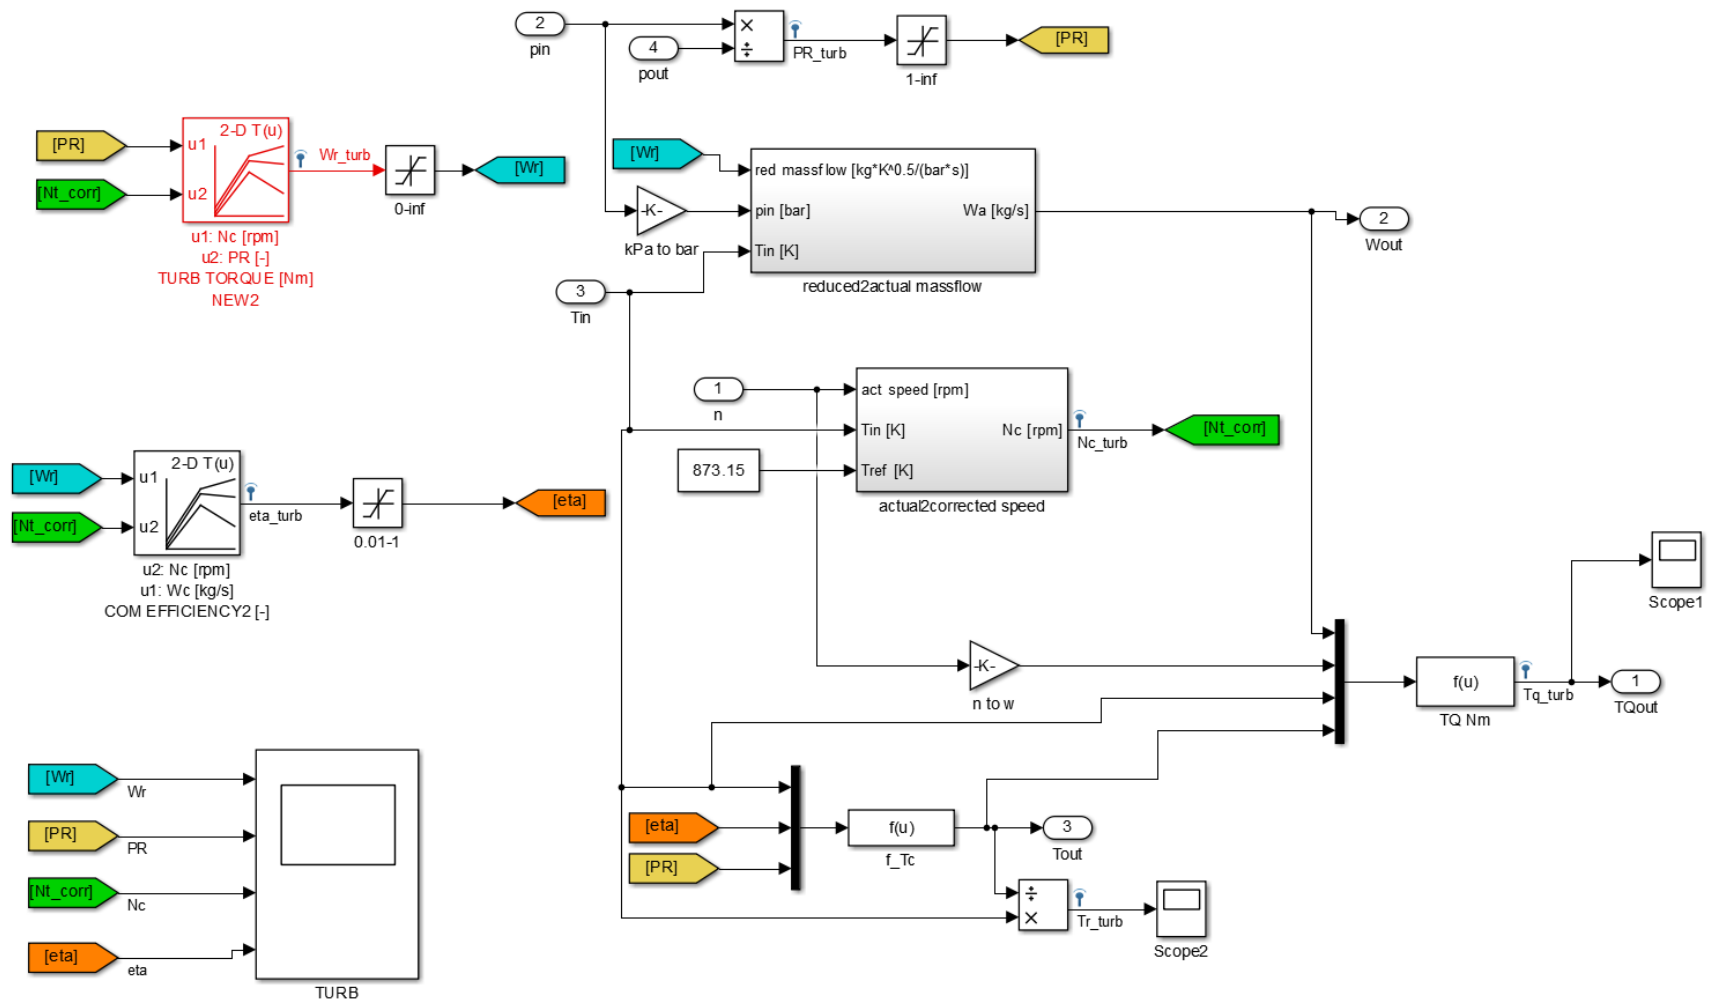 2
pin
4
pout
×
÷
PR_turb
1-inf
[PR]
[PR]
[Nt_corr]
2-D T(u)
u1
u2
Wr_turb
0-inf
[Wr]
u1: Nc [rpm]
u2: PR [-]
TURB TORQUE [Nm]
NEW2
[Wr]
-K-
kPa to bar
red massflow [kg*K^0.5/(bar*s)]
pin [bar]
Tin [K]
Wa [kg/s]
reduced2actual massflow
2
Wout
3
Tin
1
n
873.15
act speed [rpm]
Tin [K]
Tref [K]
Nc [rpm]
actual2corrected speed
Nc_turb
[Nt_corr]
[Wr]
[Nt_corr]
2-D T(u)
u1
u2
eta_turb
0.01-1
[eta]
u2: Nc [rpm]
u1: Wc [kg/s]
COM EFFICIENCY2 [-]
Scope1
-K-
n to w
f(u)
TQ Nm
Tq_turb
1
TQout
[Wr]
Wr
[PR]
PR
[Nt_corr]
Nc
[eta]
eta
TURB
[eta]
[PR]
f(u)
f_Tc
3
Tout
÷
×
Tr_turb
Scope2